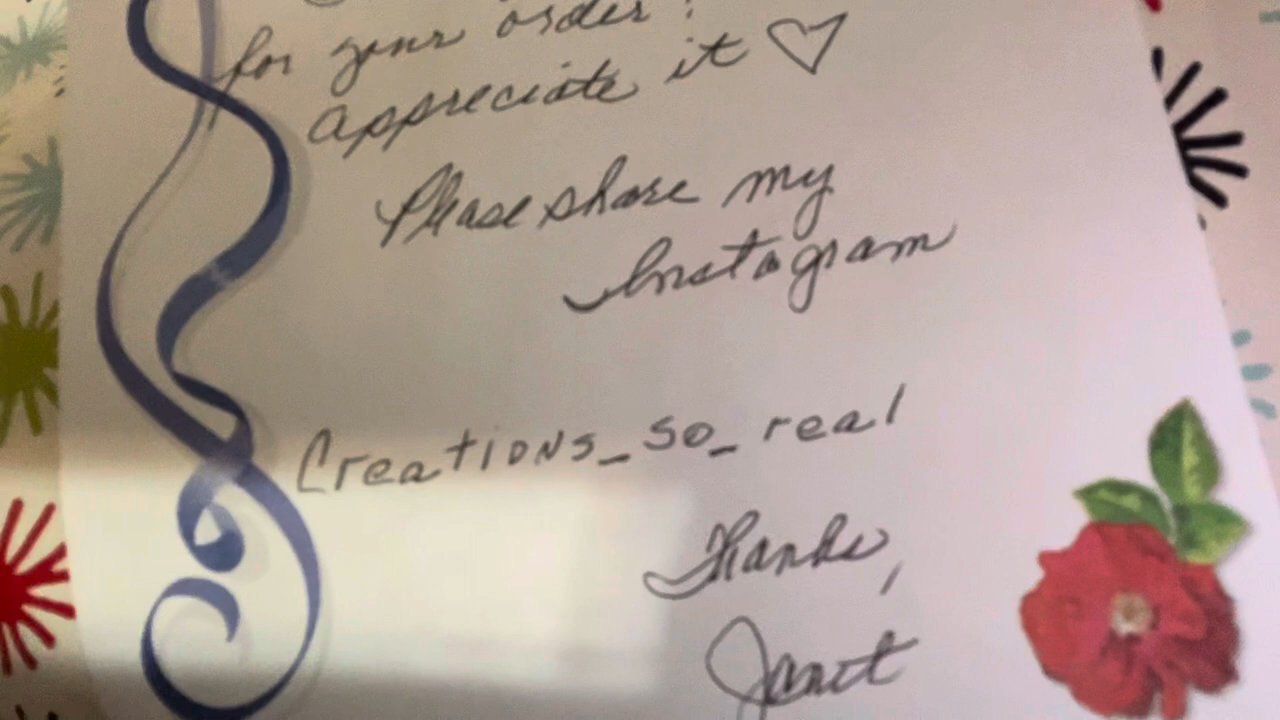 for your order!
appreciate it ♡
Please share my
Instagram
Creations_so_real
Thanks,
Janet